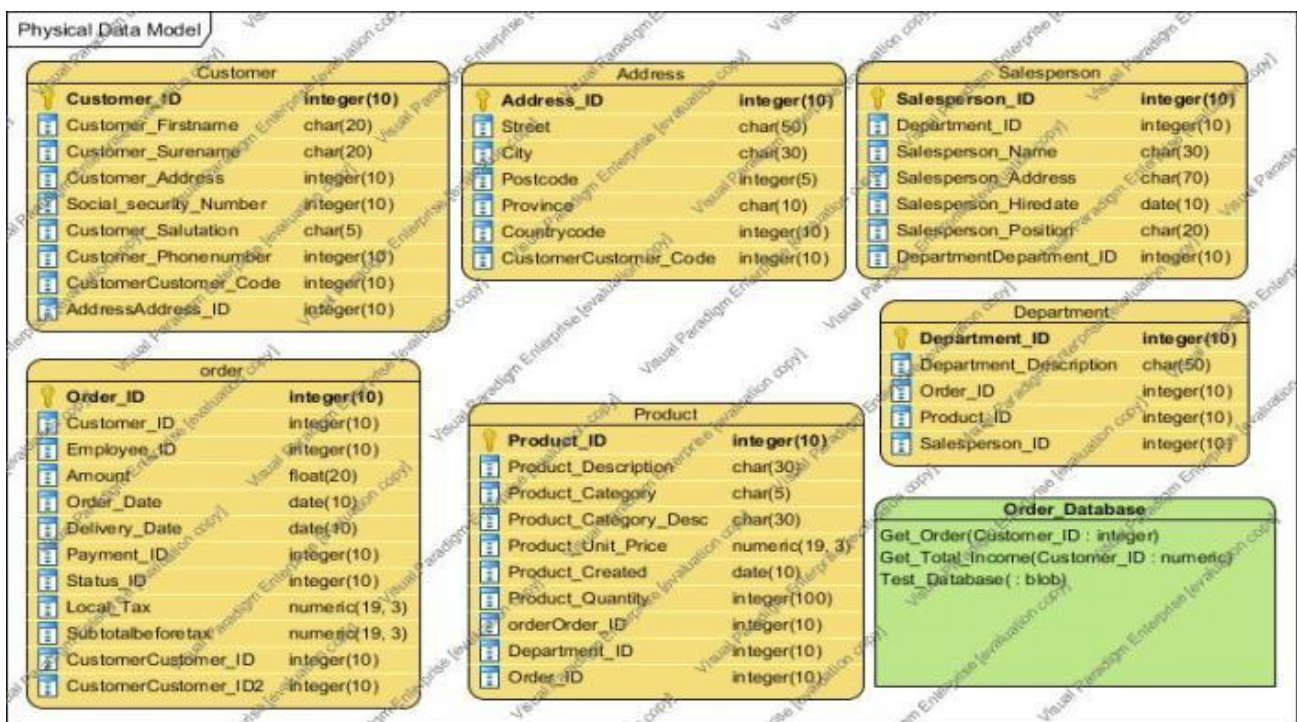 Physical Data Model
Customer
Customer_ID integer(10)
Customer_Firstname char(20)
Customer_Surename char(20)
Customer_Address integer(10)
Social_security_Number integer(10)
Customer_Salutation char(5)
Customer_Phonenumber integer(10)
CustomerCustomer_Code integer(10)
AddressAddress_ID integer(10)
Address
Address_ID integer(10)
Street char(50)
City char(30)
Postcode integer(5)
Province char(10)
Countrycode integer(10)
CustomerCustomer_Code integer(10)
Salesperson
Salesperson_ID integer(10)
Department_ID integer(10)
Salesperson_Name char(30)
Salesperson_Address char(70)
Salesperson_Hiredate date(10)
Salesperson_Position char(20)
DepartmentDepartment_ID integer(10)
order
Order_ID integer(10)
Customer_ID integer(10)
Employee_ID integer(10)
Amount float(20)
Order_Date date(10)
Delivery_Date date(10)
Payment_ID integer(10)
Status_ID integer(10)
Local_Tax numeric(19, 3)
Subtotalbeforetax numeric(19, 3)
CustomerCustomer_ID integer(10)
CustomerCustomer_ID2 integer(10)
Product
Product_ID integer(10)
Product_Description char(30)
Product_Category char(5)
Product_Category_Desc char(30)
Product_Unit_Price numeric(19, 3)
Product_Created date(10)
Product_Quantity integer(100)
orderOrder_ID integer(10)
Department_ID integer(10)
Order_ID integer(10)
Department
Department_ID integer(10)
Department_Description char(50)
Order_ID integer(10)
Product_ID integer(10)
Salesperson_ID integer(10)
Order_Database
Get_Order(Customer_ID : integer)
Get_Total_Income(Customer_ID : numeric)
Test_Database( : blob)
Visual Paradigm Enterprise [evaluation copy]